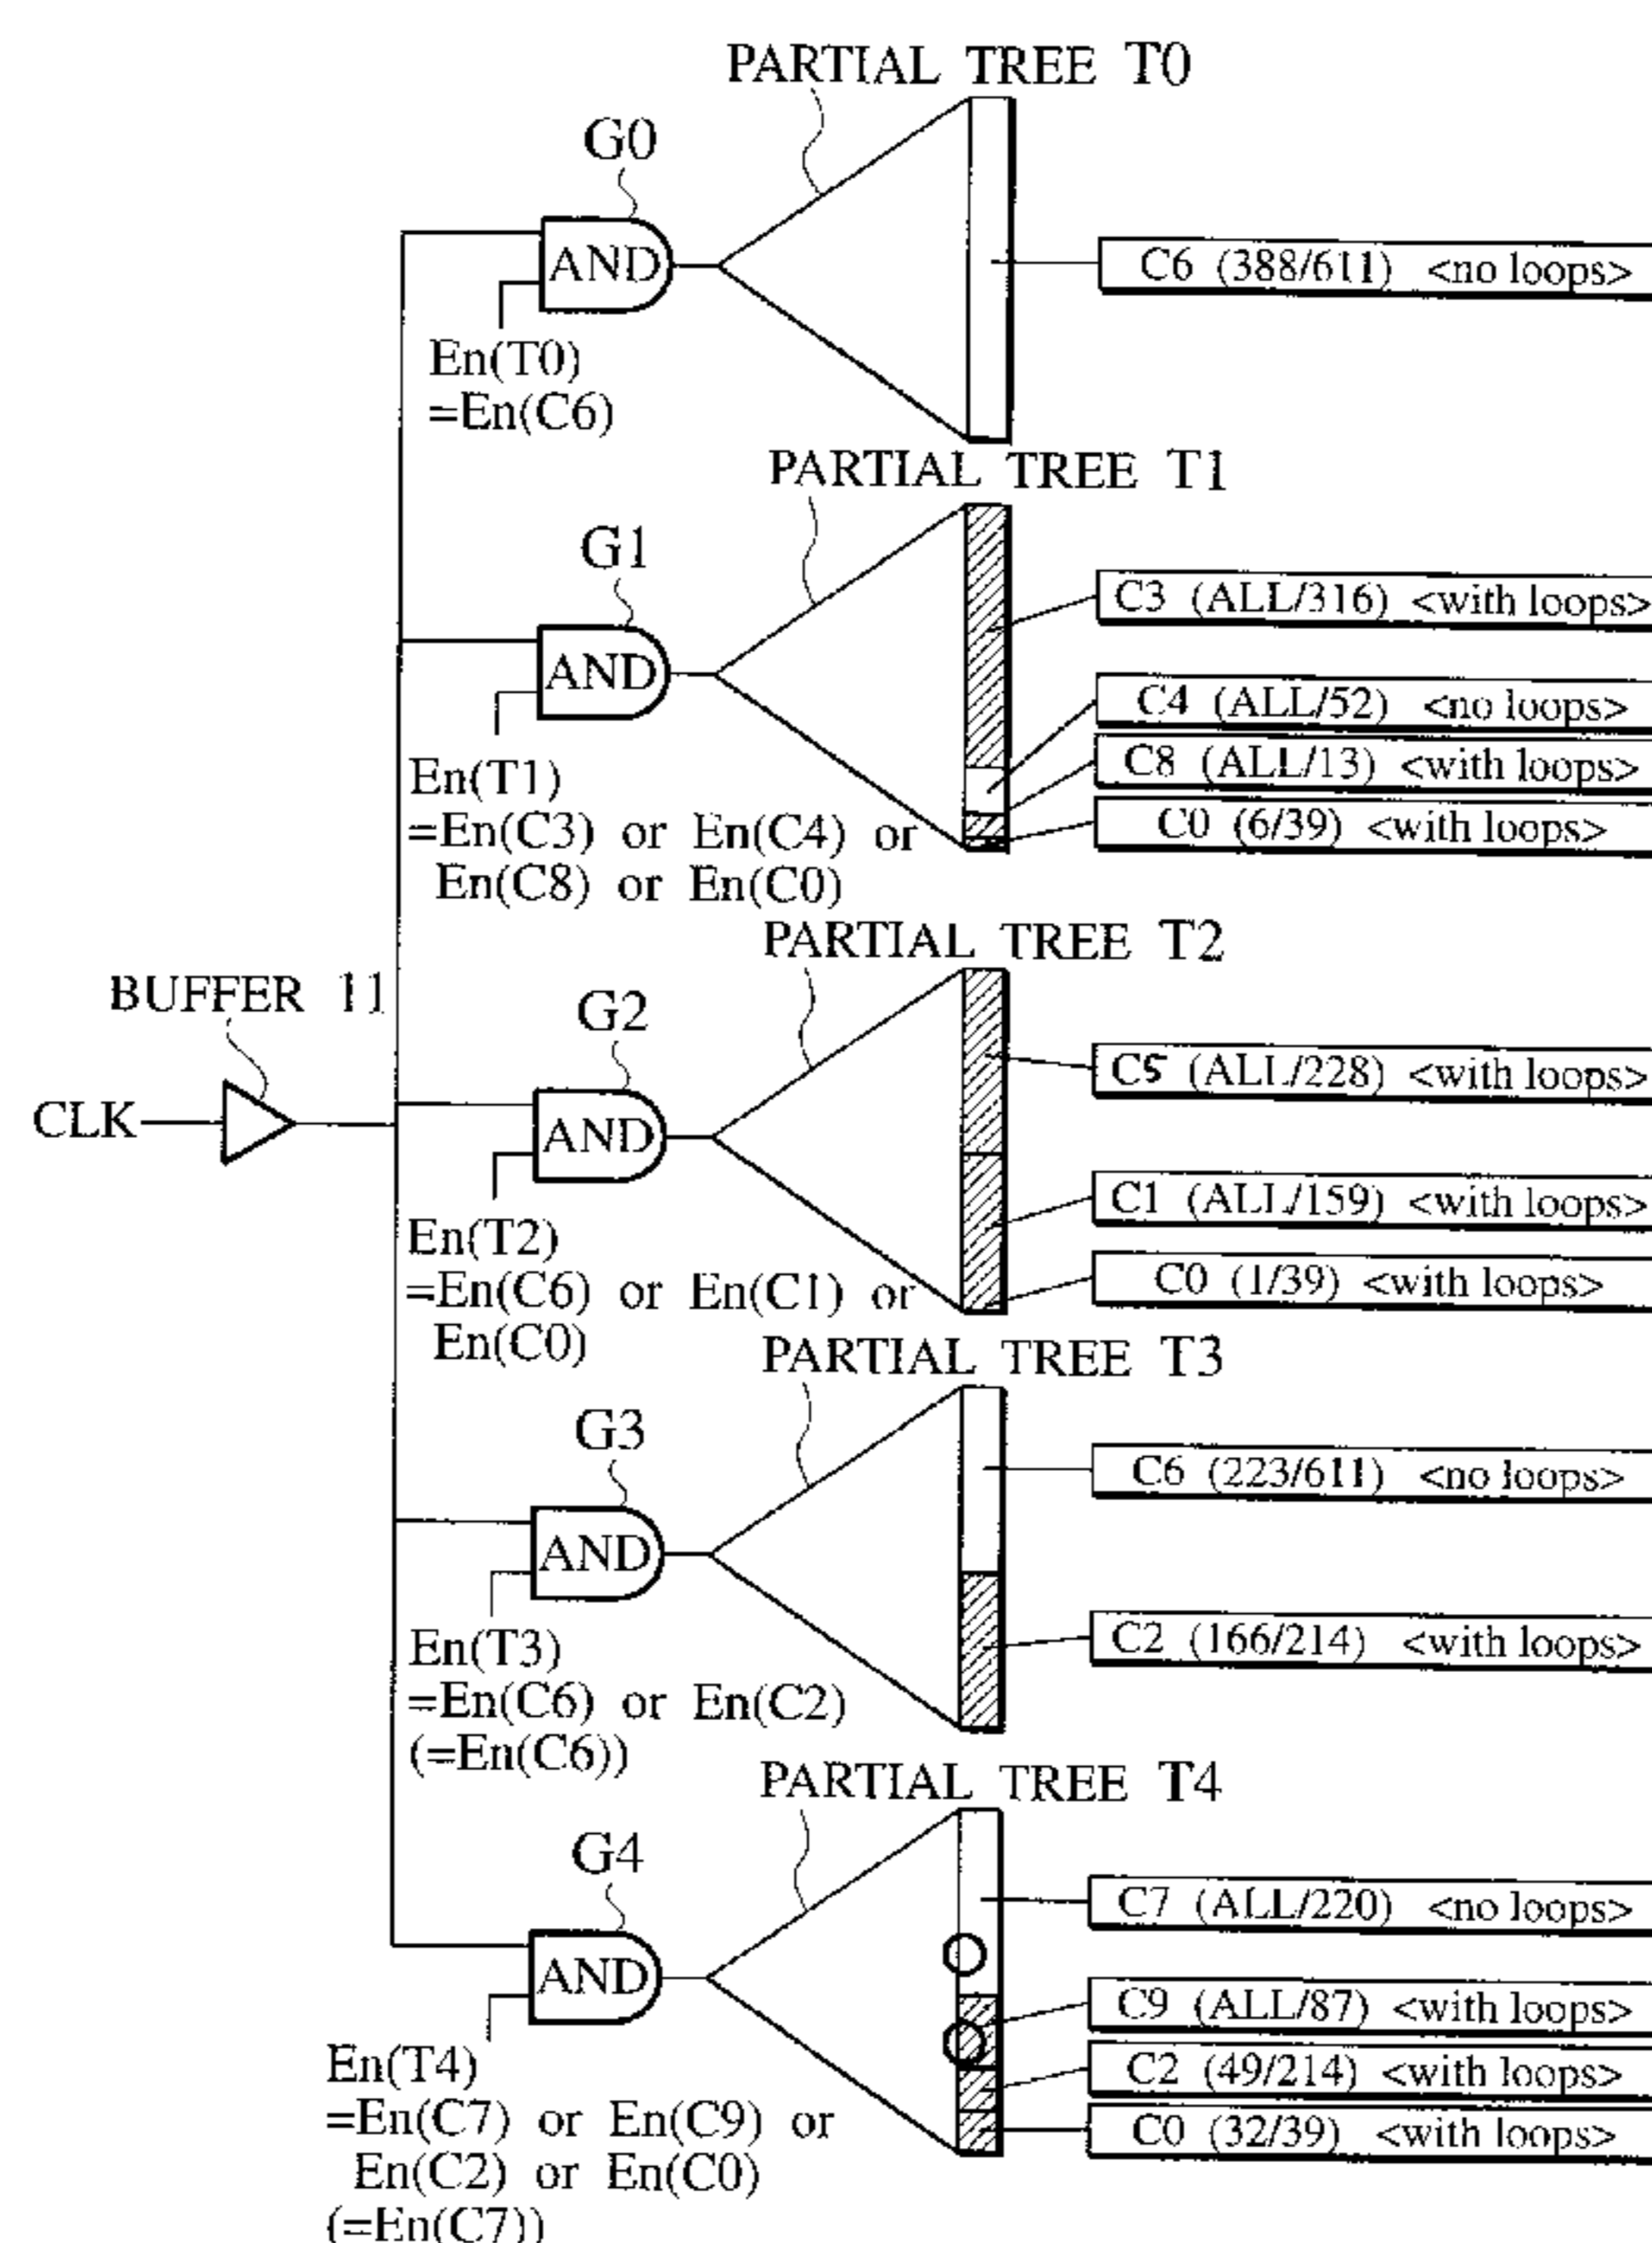 PARTIAL TREE T0
G0
AND
C6 (388/611) <no loops>
En(T0)
=En(C6)
PARTIAL TREE T1
G1
C3 (ALL/316) <with loops>
AND
C4 (ALL/52) <no loops>
C8 (ALL/13) <with loops>
En(T1)
=En(C3) or En(C4) or
En(C8) or En(C0)
C0 (6/39) <with loops>
PARTIAL TREE T2
BUFFER 11
G2
C5 (ALL/228) <with loops>
CLK
AND
C1 (ALL/159) <with loops>
En(T2)
=En(C6) or En(C1) or
En(C0)
C0 (1/39) <with loops>
PARTIAL TREE T3
G3
C6 (223/611) <no loops>
AND
C2 (166/214) <with loops>
En(T3)
=En(C6) or En(C2)
(=En(C6))
PARTIAL TREE T4
G4
C7 (ALL/220) <no loops>
AND
C9 (ALL/87) <with loops>
C2 (49/214) <with loops>
C0 (32/39) <with loops>
En(T4)
=En(C7) or En(C9) or
En(C2) or En(C0)
(=En(C7))